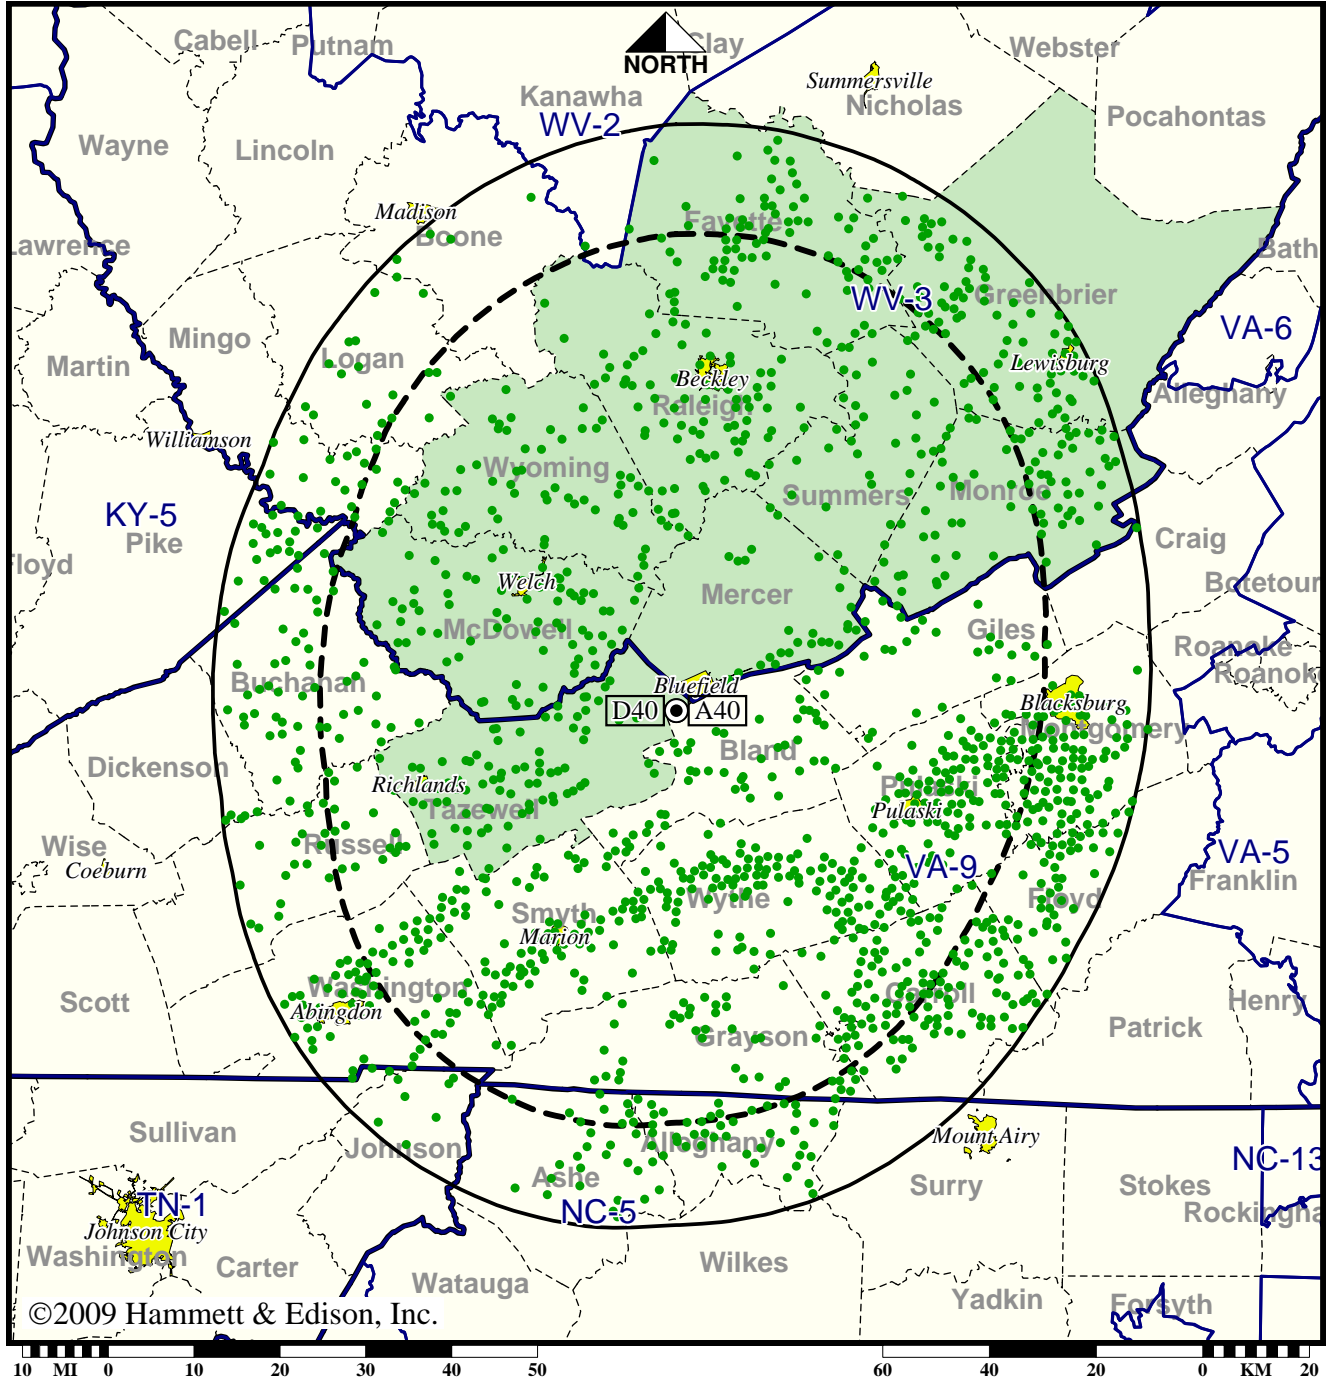 Cabell
Putnam
Clay
Webster
NORTH
Summersville
Nicholas
Kanawha
WV-2
Pocahontas
Wayne
Lincoln
Madison
Boone
Fayette
Lawrence
Bath
WV-3
Greenbrier
VA-6
Mingo
Logan
Martin
Lewisburg
Beckley
Raleigh
Alleghany
Williamson
Wyoming
Summers
Monroe
KY-5
Pike
Craig
Floyd
Welch
Mercer
Botetour
McDowell
Giles
Roanoke
Roanoke
Buchanan
Bluefield
Blacksburg
D40
A40
Montgomery
Bland
Dickenson
Richlands
Tazewell
Pulaski
Pulaski
Wise
Russell
Coeburn
VA-9
VA-5
Franklin
Smyth
Wythe
Floyd
Marion
Washington
Carroll
Scott
Abingdon
Henry
Grayson
Patrick
Sullivan
Johnson
Alleghany
Mount Airy
Ashe
NC-13
Surry
Stokes
TN-1
NC-5
Rockingha
Johnson City
Washington
Carter
Wilkes
Watauga
Yadkin
Forsyth
©2009 Hammett & Edison, Inc.
10 MI 0 10 20 30 40 50 60 40 20 0 KM 20